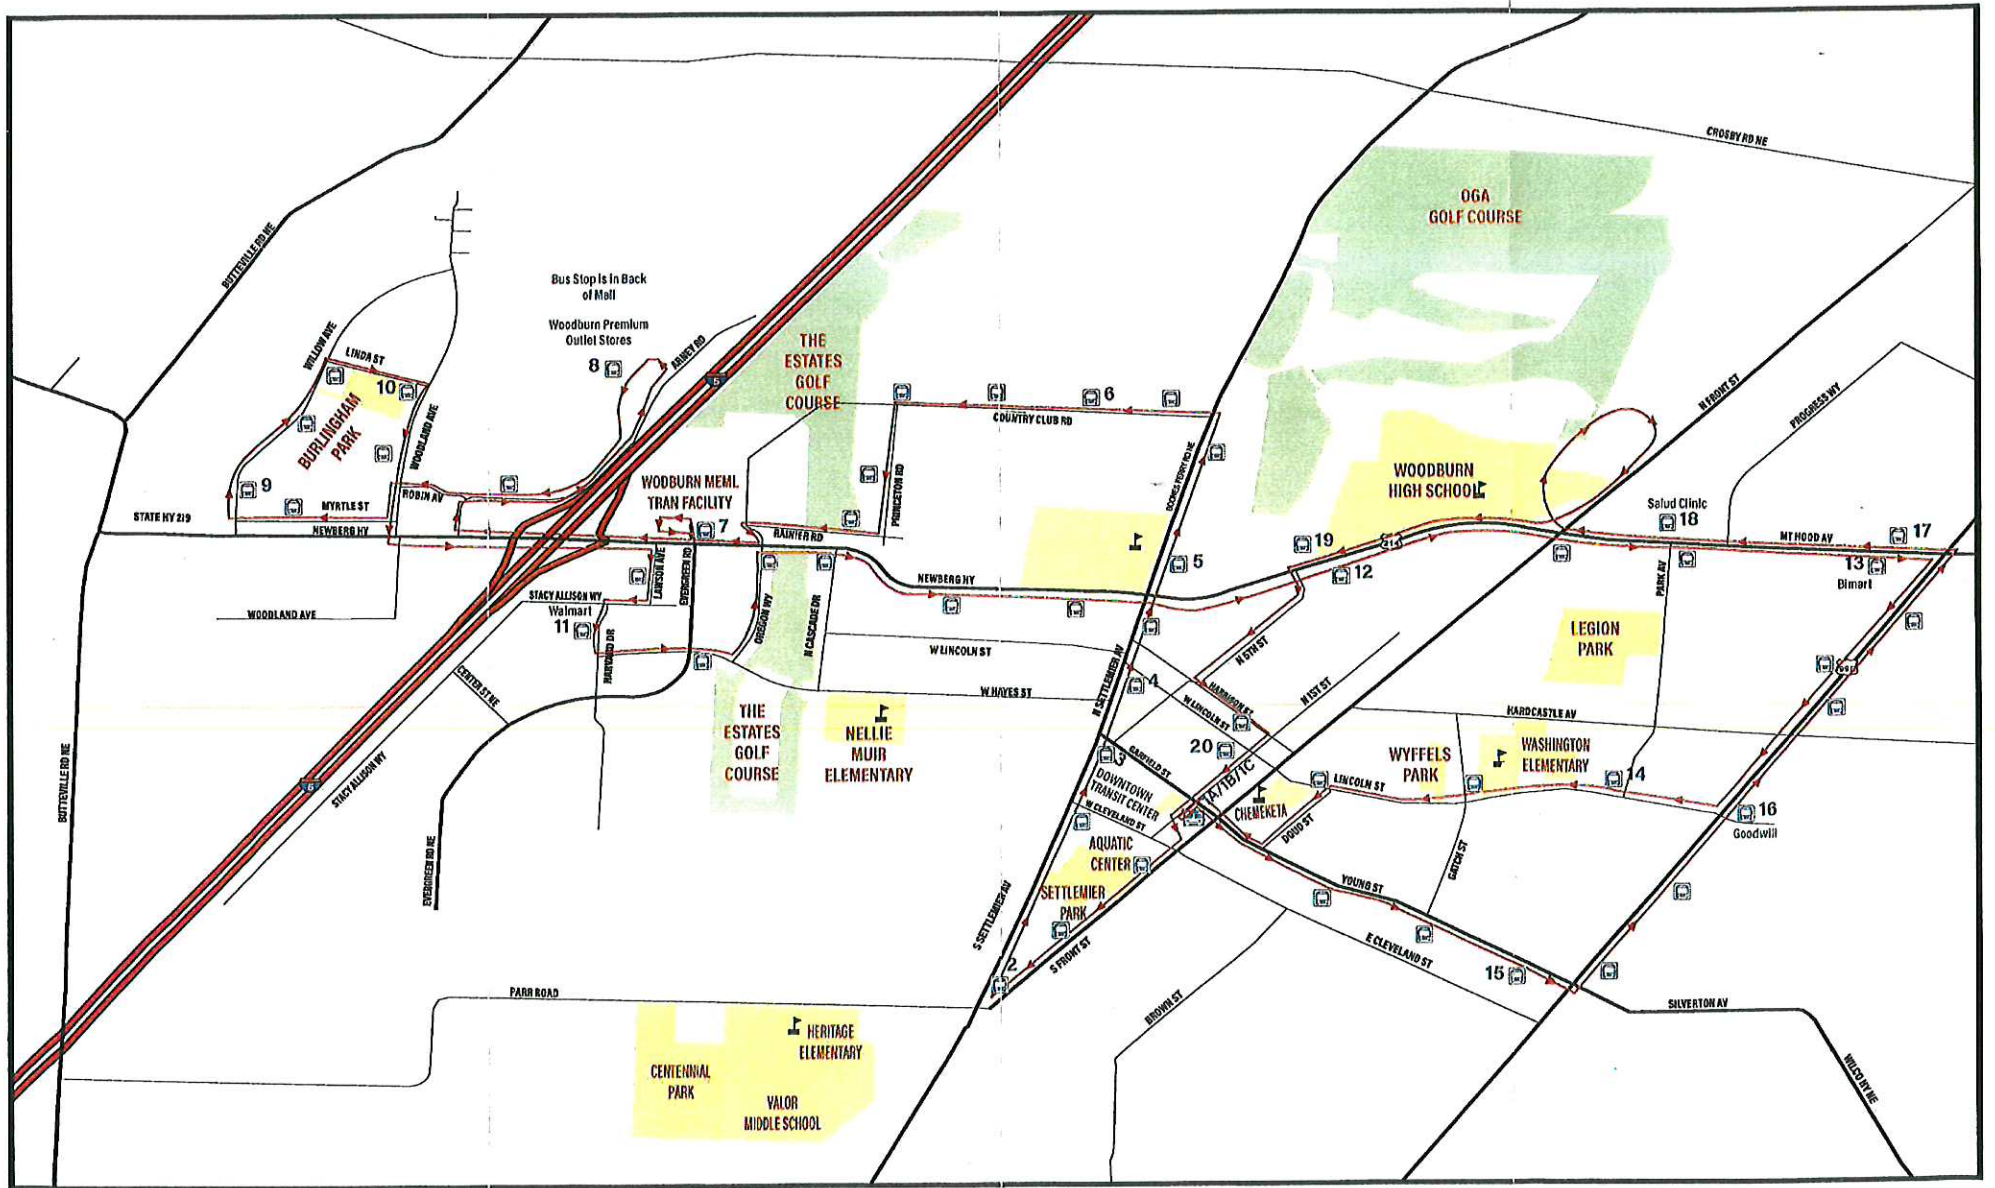 CROSBY RD NE
OGA
GOLF COURSE
BUTTEVILLE RD NE
Bus Stop Is in Back
of Mall
Woodburn Premium
Outlet Stores
8
ARNEY RD
5
THE
ESTATES
GOLF
COURSE
WILLOW AVE
LINDA ST
10
BURLINGHAM
PARK
WOODLAND AVE
6
COUNTRY CLUB RD
N FRONT ST
PROGRESS WY
9
MYRTLE ST
ROBIN AV
STATE HY 219
NEWBERG HY
WODBURN MEML
TRAN FACILITY
7
PRINCETON RD
RAINIER RD
BOONES FERRY RD NE
WOODBURN
HIGH SCHOOL
Salud Clinic
18
17
MT HOOD AV
214
19
12
13
Bimart
5
LAWSON AVE
EVERGREEN RD
NEWBERG HY
STACY ALLISON WY
Walmart
11
WOODLAND AVE
HARVARD DR
OREGON WY
N CASCADE DR
W LINCOLN ST
W HAYES ST
N SETTLEMIER AV
4
N 5TH ST
HARRISON ST
W LINCOLN ST
N 1ST ST
PARK AV
LEGION
PARK
99E
CENTER ST NE
HARDCASTLE AV
THE
ESTATES
GOLF
COURSE
NELLIE
MUIR
ELEMENTARY
20
3
GARFIELD ST
WYFFELS
PARK
WASHINGTON
ELEMENTARY
14
LINCOLN ST
DOWNTOWN
TRANSIT CENTER
1A/1B/1C
W CLEVELAND ST
CHEMEKETA
DOUD ST
16
Goodwill
5
STACY ALLISON WY
BUTTEVILLE RD NE
EVERGREEN RD NE
AQUATIC
CENTER
SETTLEMIER
PARK
YOUNG ST
GATCH ST
S SETTLEMIER AV
2
S FRONT ST
E CLEVELAND ST
15
PARR ROAD
BROWN ST
SILVERTON AV
HERITAGE
ELEMENTARY
CENTENNIAL
PARK
VALOR
MIDDLE SCHOOL
WILCO HY NE